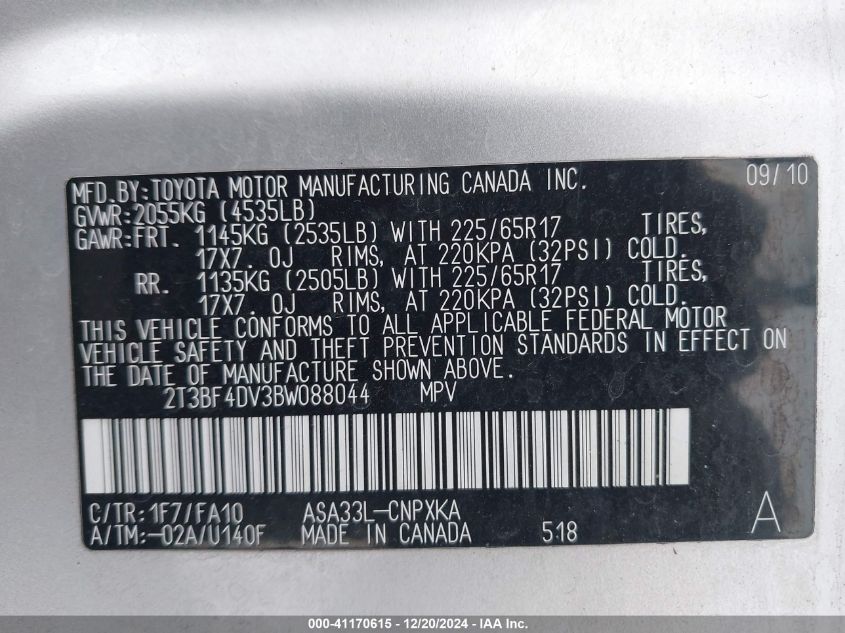 MFD. BY: TOYOTA MOTOR MANUFACTURING CANADA INC. 09/10
GVWR: 2055KG (4535LB)
GAWR: FRT. 1145KG (2535LB) WITH 225/65R17 TIRES,
17X7. 0J RIMS, AT 220KPA (32PSI) COLD.
RR. 1135KG (2505LB) WITH 225/65R17 TIRES,
17X7. 0J RIMS, AT 220KPA (32PSI) COLD.
THIS VEHICLE CONFORMS TO ALL APPLICABLE FEDERAL MOTOR
VEHICLE SAFETY AND THEFT PREVENTION STANDARDS IN EFFECT ON
THE DATE OF MANUFACTURE SHOWN ABOVE.
2T3BF4DV3BW088044 MPV
C/TR: 1F7/FA10 ASA33L-CNPXKA A
A/TM: -02A/U140F MADE IN CANADA 518
000-41170615 - 12/20/2024 - IAA Inc.